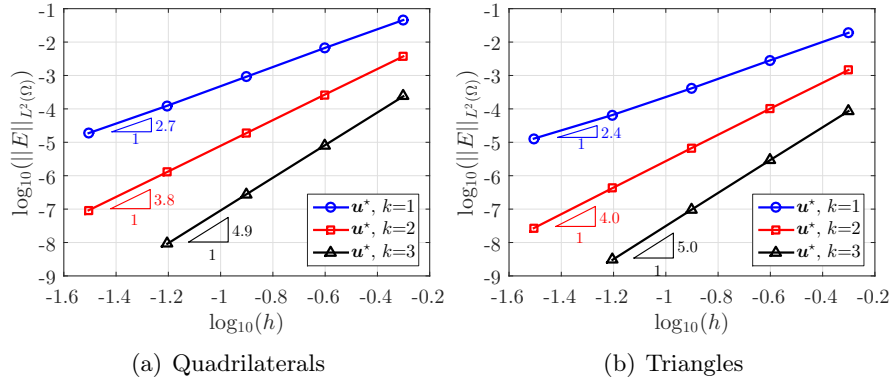 -1
-2
-3
-4
-5
-6
-7
-8
-9
log₁₀(||E||_{L²(Ω)})
2.7
1
3.8
1
4.9
1
u⋆, k=1
u⋆, k=2
u⋆, k=3
-1.6 -1.4 -1.2 -1 -0.8 -0.6 -0.4 -0.2
log₁₀(h)
(a) Quadrilaterals
-1
-2
-3
-4
-5
-6
-7
-8
-9
log₁₀(||E||_{L²(Ω)})
2.4
1
4.0
1
5.0
1
u⋆, k=1
u⋆, k=2
u⋆, k=3
-1.6 -1.4 -1.2 -1 -0.8 -0.6 -0.4 -0.2
log₁₀(h)
(b) Triangles